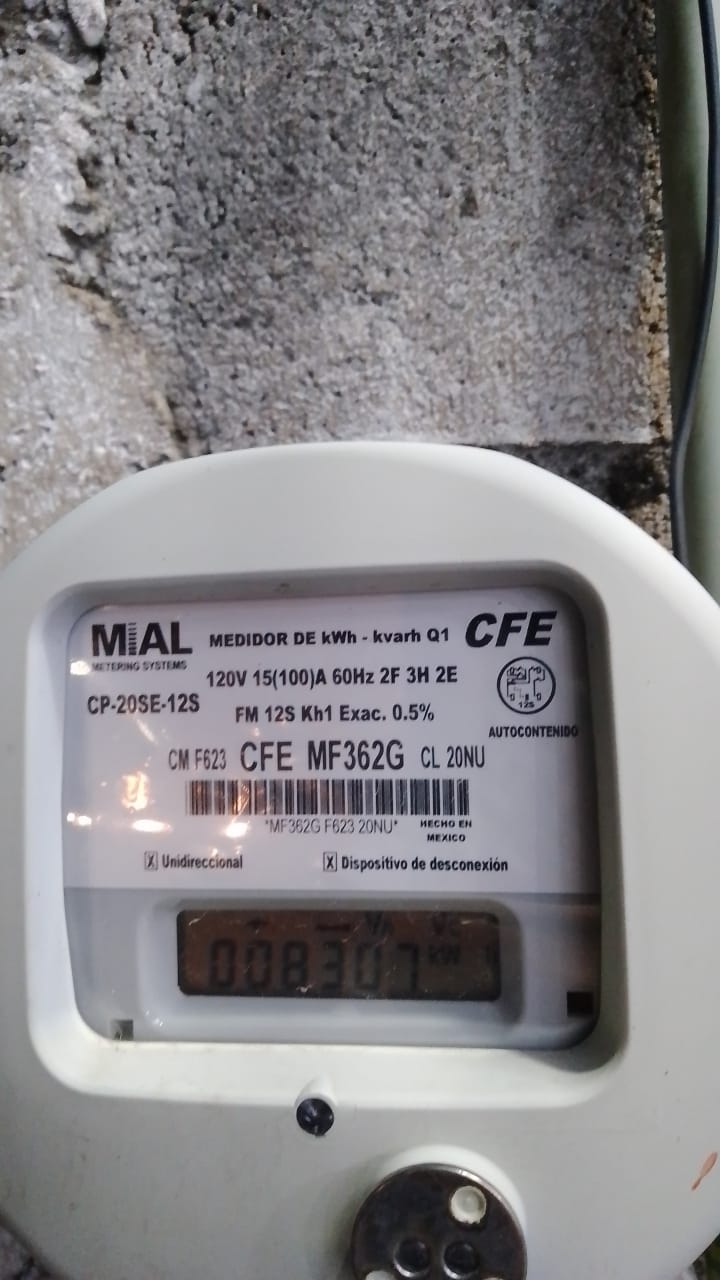 MIAL
METERING SYSTEMS
MEDIDOR DE kWh - kvarh Q1
CFE
120V 15(100)A 60Hz 2F 3H 2E
CP-20SE-12S
FM 12S Kh1 Exac. 0.5%
12S
AUTOCONTENIDO
CM F623 CFE MF362G CL 20NU
*MF362G F623 20NU*
HECHO EN
MEXICO
X Unidireccional
X Dispositivo de desconexión
008307 kW